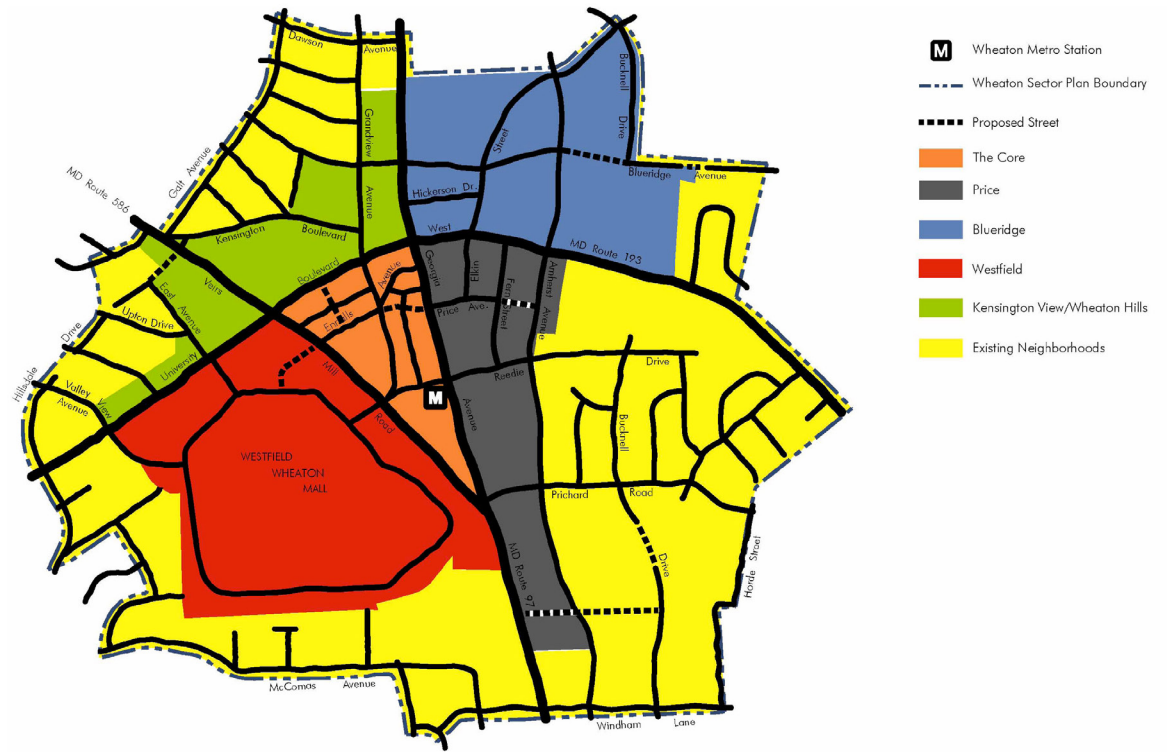 Dawson Avenue
Bucknell Drive
M Wheaton Metro Station
Wheaton Sector Plan Boundary
Proposed Street
The Core
Price
Blueridge
Westfield
Kensington View/Wheaton Hills
Existing Neighborhoods
Grandview Avenue
Street
Galt Avenue
MD Route 586
Blueridge Avenue
Hickerson Dr.
Kensington Boulevard
West
MD Route 193
Boulevard
Avenue
Georgia
Elkin
Fern Street
Amherst Avenue
Veirs
East Avenue
Upton Drive
Ennalls
Price Ave.
Hillsdale Drive
University
Mill
Reedie Drive
Valley View
Avenue
M
Road
Avenue
Bucknell
WESTFIELD
WHEATON
MALL
Prichard Road
Drive
MD Route 97
Horde Street
McComas Avenue
Windham Lane